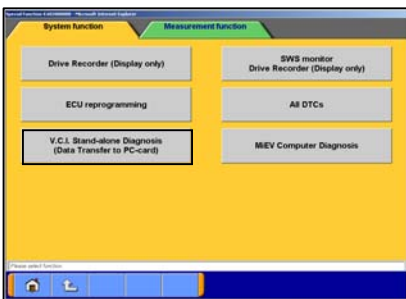 System function
Measurement function
Drive Recorder (Display only)
SWS monitor
Drive Recorder (Display only)
ECU reprogramming
All DTCs
V.C.I. Stand-alone Diagnosis
(Data Transfer to PC-card)
MiEV Computer Diagnosis
Please select function